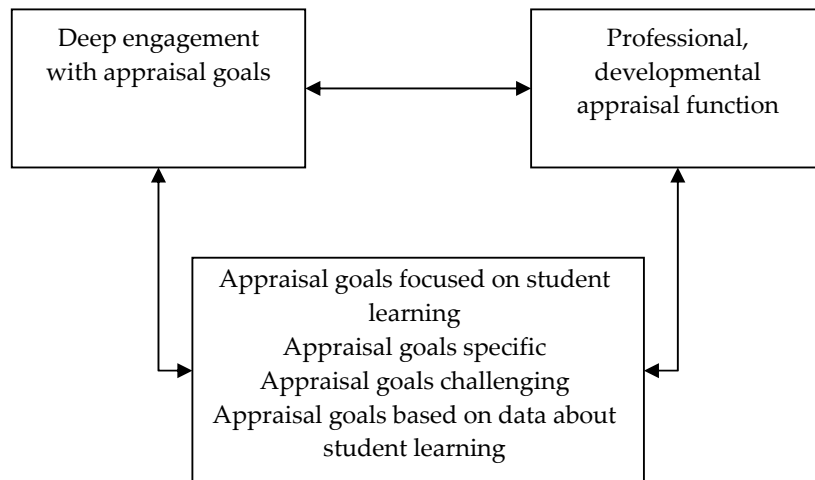 Deep engagement
with appraisal goals
Professional,
developmental
appraisal function
Appraisal goals focused on student
learning
Appraisal goals specific
Appraisal goals challenging
Appraisal goals based on data about
student learning